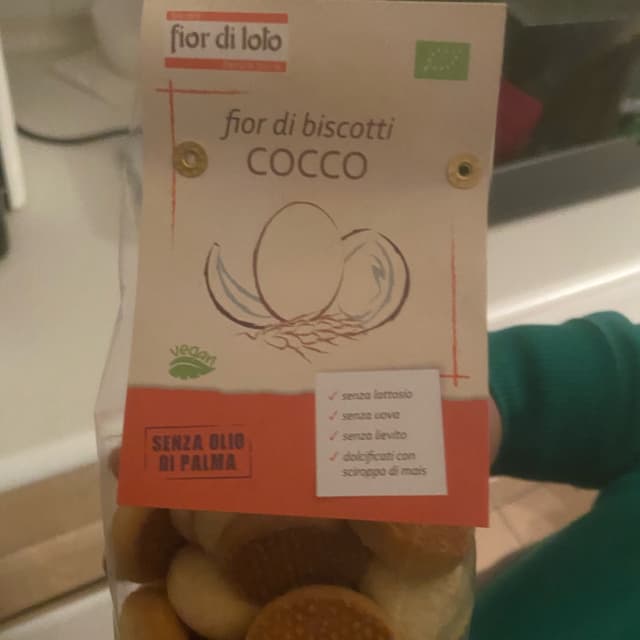 fior di loto
fior di biscotti
COCCO
vegan
SENZA OLIO
DI PALMA
✓ senza lattosio
✓ senza uova
✓ senza lievito
✓ dolcificati con
sciroppo di mais